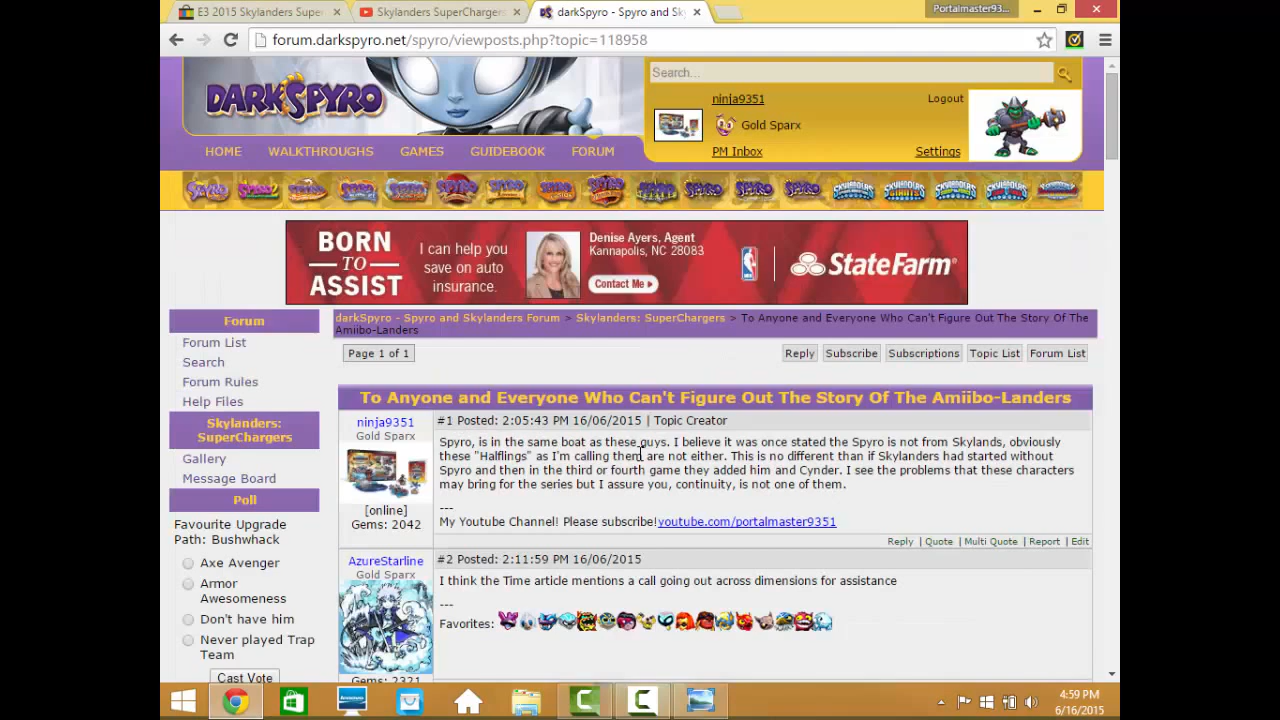 E3 2015 Skylanders Super
Skylanders SuperChargers
darkSpyro - Spyro and Sk
Portalmaster93...
forum.darkspyro.net/spyro/viewposts.php?topic=118958
DARKSPYRO
Search...
ninja9351
Logout
Gold Sparx
PM Inbox
Settings
HOME WALKTHROUGHS GAMES GUIDEBOOK FORUM
BORN TO ASSIST
I can help you
save on auto
insurance.
Denise Ayers, Agent
Kannapolis, NC 28083
Contact Me
NBA
StateFarm®
Forum
Forum List
Search
Forum Rules
Help Files
Skylanders:
SuperChargers
Gallery
Message Board
Poll
Favourite Upgrade
Path: Bushwhack
Axe Avenger
Armor
Awesomeness
Don't have him
Never played Trap
Team
Cast Vote
darkSpyro - Spyro and Skylanders Forum > Skylanders: SuperChargers > To Anyone and Everyone Who Can't Figure Out The Story Of The
Amiibo-Landers
Page 1 of 1
Reply Subscribe Subscriptions Topic List Forum List
To Anyone and Everyone Who Can't Figure Out The Story Of The Amiibo-Landers
ninja9351
Gold Sparx
[online]
Gems: 2042
#1 Posted: 2:05:43 PM 16/06/2015 | Topic Creator
Spyro, is in the same boat as these guys. I believe it was once stated the Spyro is not from Skylands, obviously
these "Halflings" as I'm calling them are not either. This is no different than if Skylanders had started without
Spyro and then in the third or fourth game they added him and Cynder. I see the problems that these characters
may bring for the series but I assure you, continuity, is not one of them.
---
My Youtube Channel! Please subscribe!youtube.com/portalmaster9351
Reply | Quote | Multi Quote | Report | Edit
AzureStarline
Gold Sparx
Gems: 2321
#2 Posted: 2:11:59 PM 16/06/2015
I think the Time article mentions a call going out across dimensions for assistance
---
Favorites:
4:59 PM
6/16/2015